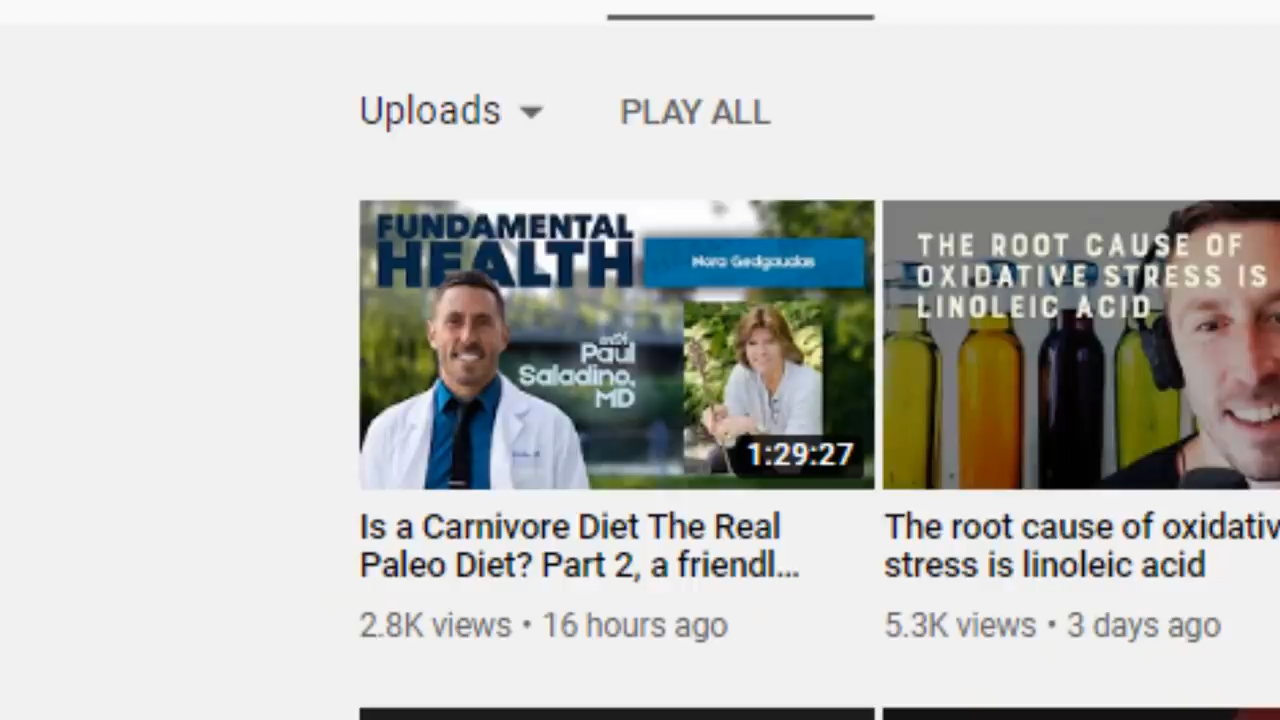 Uploads PLAY ALL
FUNDAMENTAL
HEALTH
Nora Gedgaudas
with
Paul
Saladino,
MD
1:29:27
THE ROOT CAUSE OF
OXIDATIVE STRESS IS
LINOLEIC ACID
Is a Carnivore Diet The Real
Paleo Diet? Part 2, a friendl...
2.8K views • 16 hours ago
The root cause of oxidativ
stress is linoleic acid
5.3K views • 3 days ago